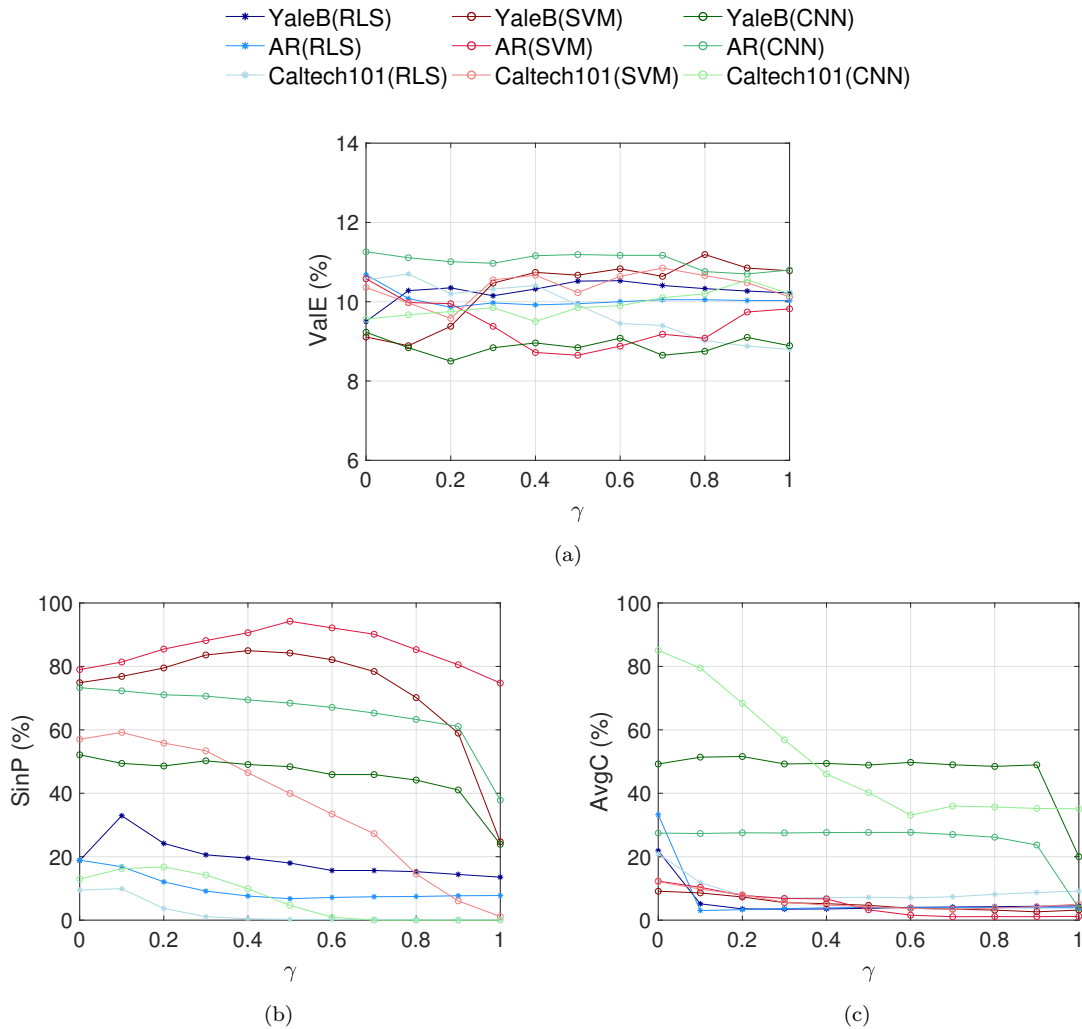 YaleB(RLS) YaleB(SVM) YaleB(CNN)
AR(RLS) AR(SVM) AR(CNN)
Caltech101(RLS) Caltech101(SVM) Caltech101(CNN)
14
12
10
8
6
ValE (%)
0 0.2 0.4 0.6 0.8 1
γ
(a)
100
80
60
40
20
0
SinP (%)
0 0.2 0.4 0.6 0.8 1
γ
(b)
100
80
60
40
20
0
AvgC (%)
0 0.2 0.4 0.6 0.8 1
γ
(c)